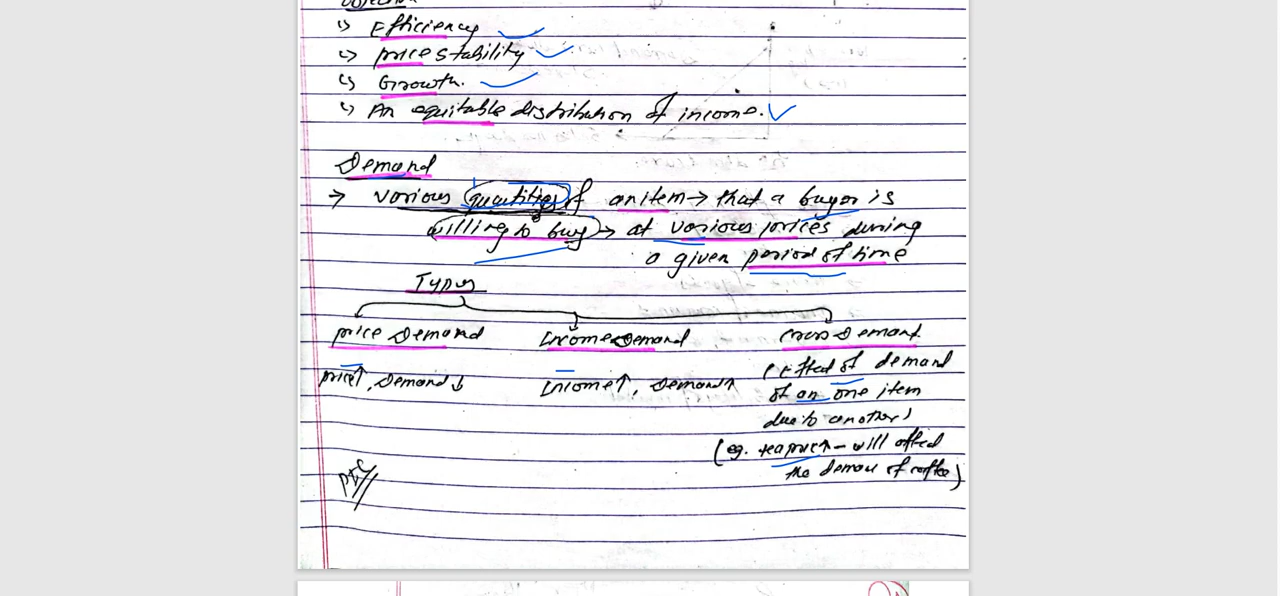 Objective
↳ Efficiency
↳ price stability
↳ Growth.
↳ An equitable distribution of income.
Demand
→ various quantities of an item → that a buyer is
willing to buy → at various prices during
a given period of time
Types
price Demand
Income Demand
Cross Demand
price↑, Demand↓
Income↑, Demand↑
(effect of demand
of an one item
due to another)
(eg. tea price↑ - will affect
the demand of coffee)